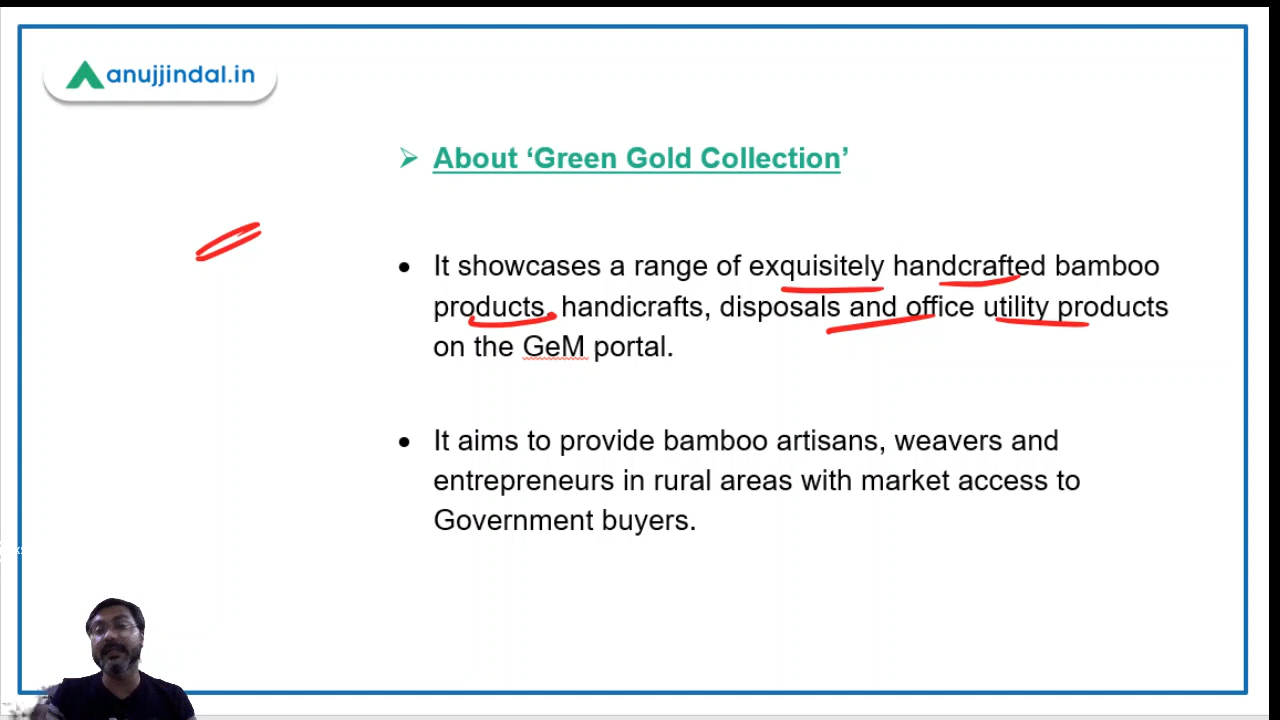 anujjindal.in
About ‘Green Gold Collection’
It showcases a range of exquisitely handcrafted bamboo
products, handicrafts, disposals and office utility products
on the GeM portal.
It aims to provide bamboo artisans, weavers and
entrepreneurs in rural areas with market access to
Government buyers.